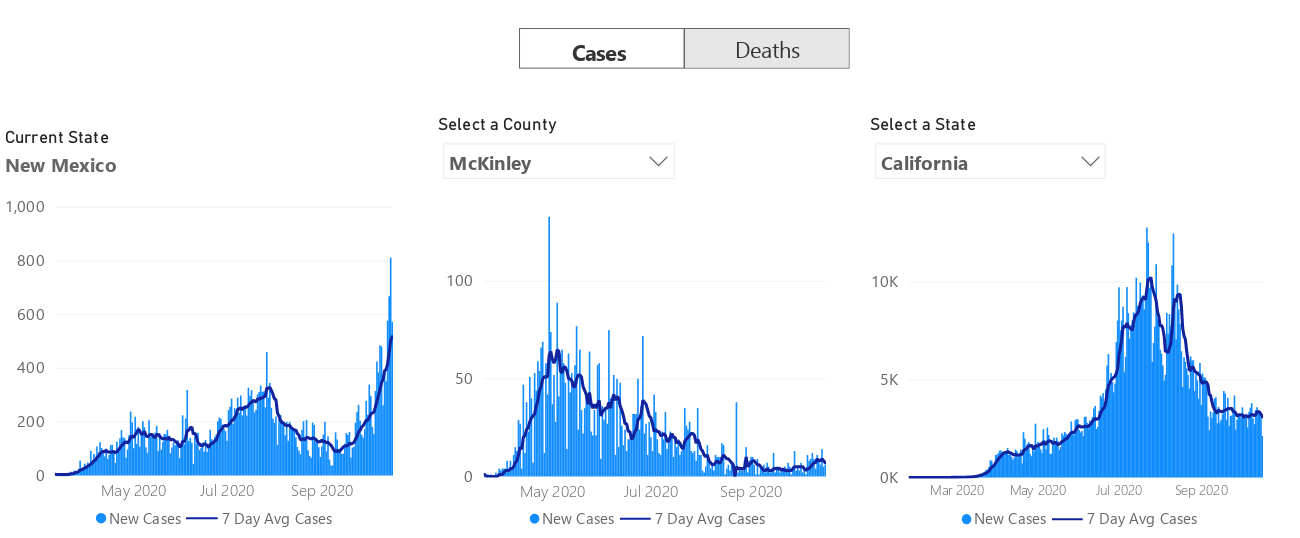 Cases
Deaths
Current State
New Mexico
1,000
800
600
400
200
0
May 2020 Jul 2020 Sep 2020
New Cases 7 Day Avg Cases
Select a County
McKinley
100
50
0
May 2020 Jul 2020 Sep 2020
New Cases 7 Day Avg Cases
Select a State
California
10K
5K
0K
Mar 2020 May 2020 Jul 2020 Sep 2020
New Cases 7 Day Avg Cases